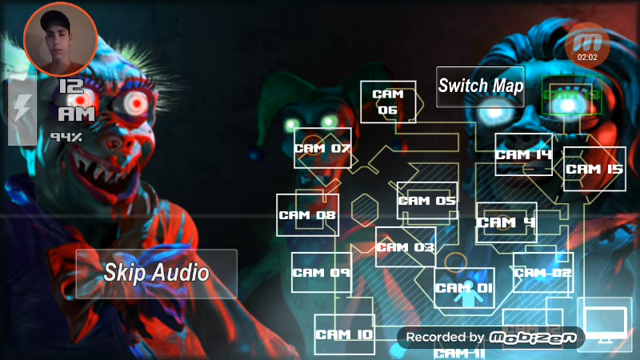 M
02:02
12
AM
94%
Switch Map
CAM
06
CAM 07
CAM 14
CAM 15
CAM 05
CAM 08
CAM 4
CAM 03
CAM 09
CAM 02
CAM 01
Skip Audio
CAM 10
Recorded by Mobizen
CAM 11